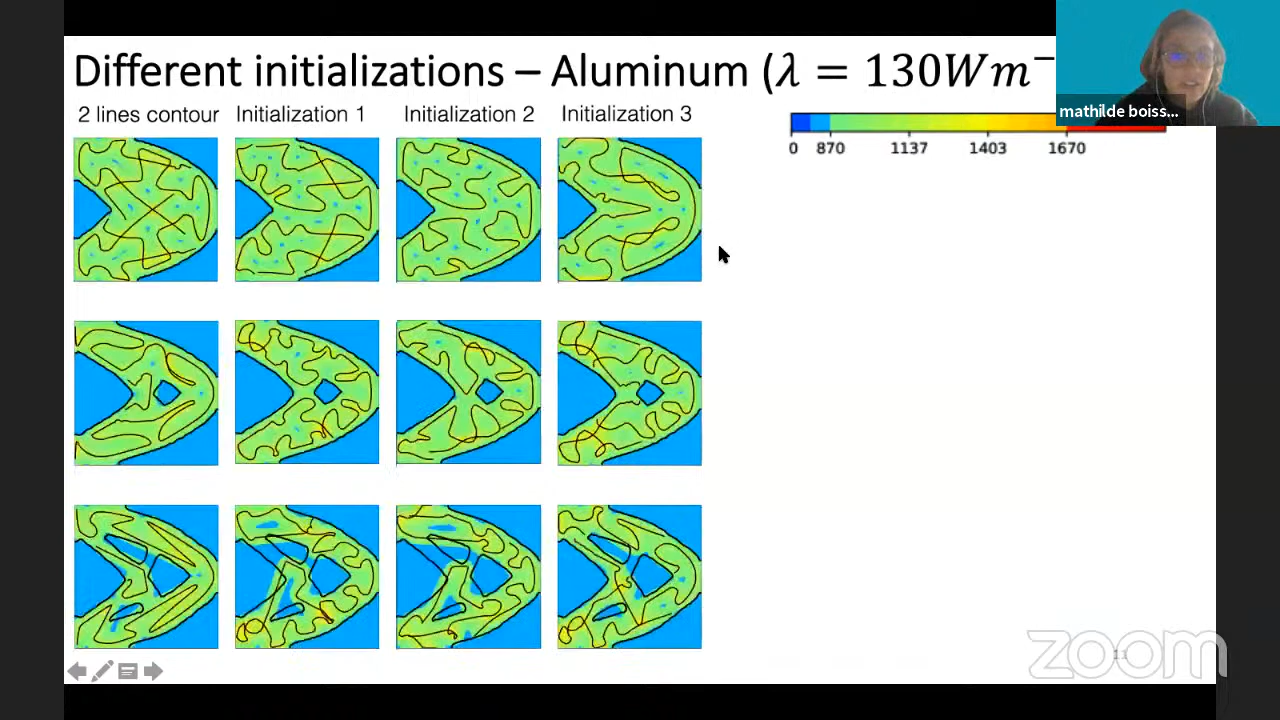 Different initializations – Aluminum (λ = 130Wm⁻
mathilde boiss...
2 lines contour Initialization 1 Initialization 2 Initialization 3
0 870 1137 1403 1670
zoom